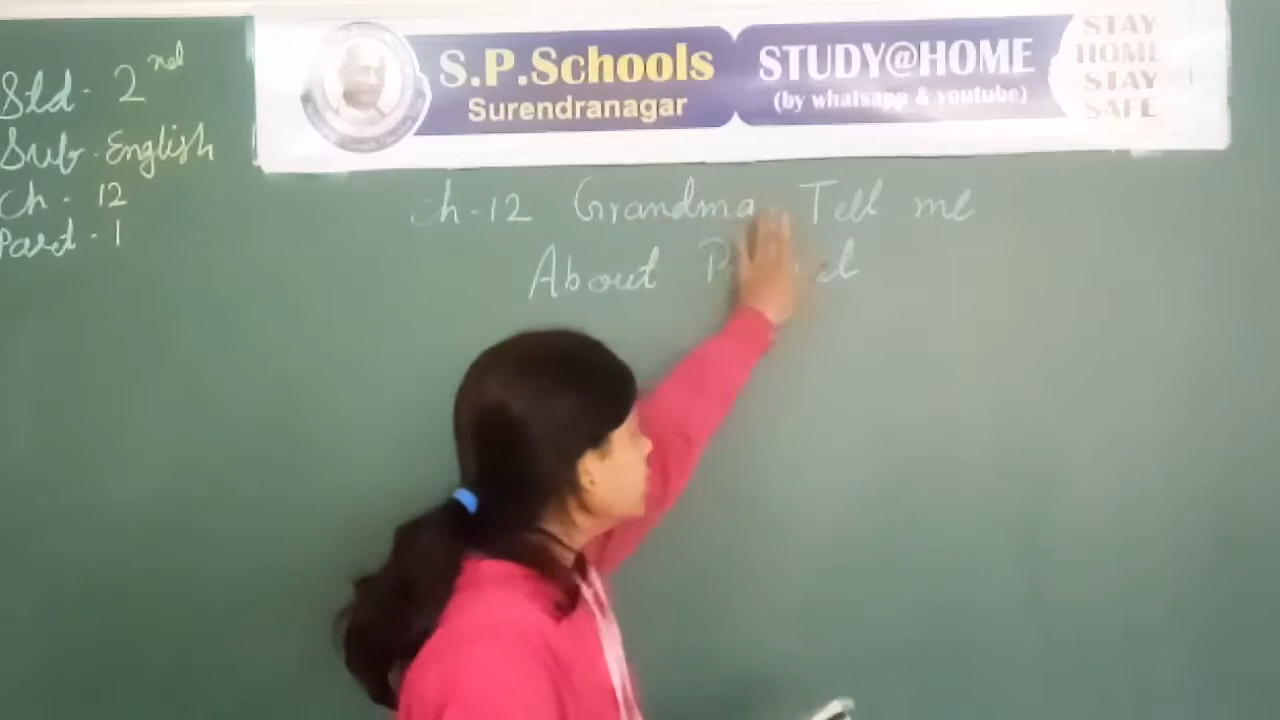 Std - 2nd
Sub - English
Ch - 12
Part - 1
S.P.Schools
Surendranagar
STUDY@HOME
(by whatsapp & youtube)
STAY
HOME
STAY
SAFE
Ch-12 Grandma Tell me
About